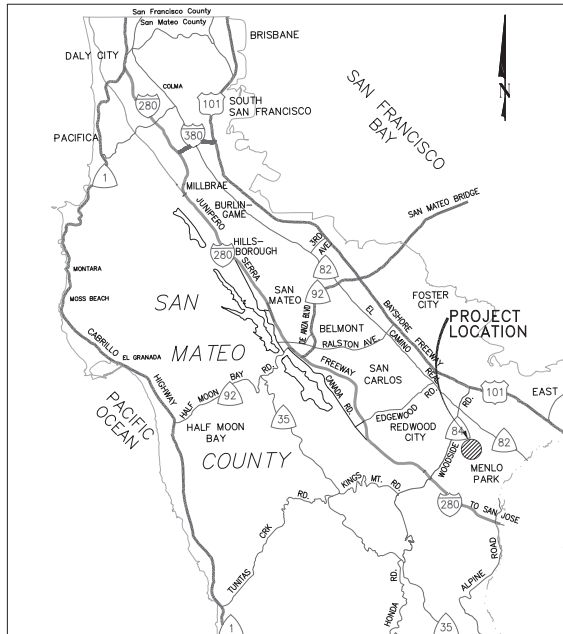 San Francisco County
San Mateo County
BRISBANE
DALY CITY
COLMA
280
101
SOUTH
SAN FRANCISCO
SAN FRANCISCO
BAY
N
380
PACIFICA
1
MILLBRAE
BURLIN-
GAME
JUNIPERO
SERRA
FREEWAY
SAN MATEO BRIDGE
HILLS-
BOROUGH
280
3RD
AVE
82
92
SAN
MATEO
DE ANZA BLVD
FOSTER
CITY
MONTARA
MOSS BEACH
SAN
MATEO
COUNTY
EL
CAMINO
REAL
BAYSHORE
FREEWAY
PROJECT
LOCATION
BELMONT
RALSTON AVE.
CABRILLO
HIGHWAY
EL GRANADA
SAN
CARLOS
CANADA
RD.
PACIFIC
OCEAN
HALF MOON
BAY
RD.
92
35
HALF MOON
BAY
EDGEWOOD
RD.
REDWOOD
CITY
101
EAST
84
WOODSIDE
RD.
82
MENLO
PARK
KINGS
MT.
RD.
280
TO SAN JOSE
TUNITAS
CRK
RD.
HONDA
RD.
ALPINE
ROAD
1
35